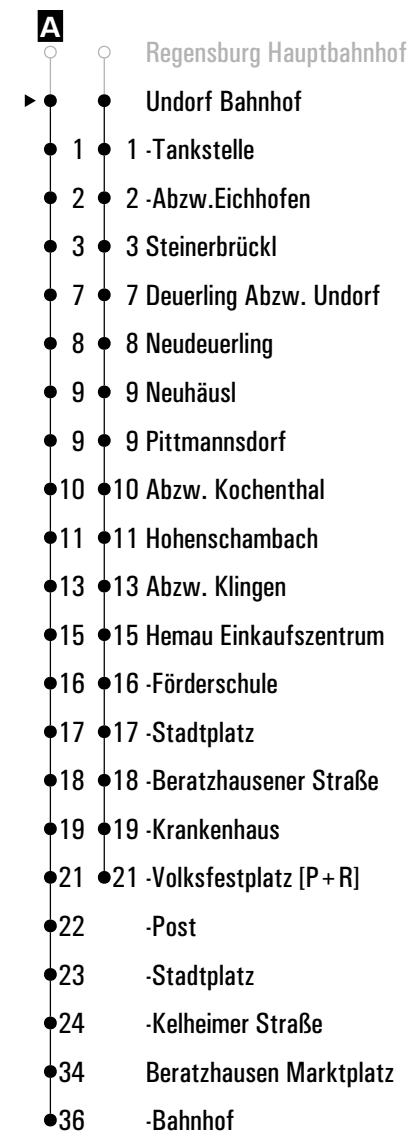 A
Regensburg Hauptbahnhof
Undorf Bahnhof
1 1 -Tankstelle
2 2 -Abzw.Eichhofen
3 3 Steinerbrückl
7 7 Deuerling Abzw. Undorf
8 8 Neudeuerling
9 9 Neuhäusl
9 9 Pittmannsdorf
10 10 Abzw. Kochenthal
11 11 Hohenschambach
13 13 Abzw. Klingen
15 15 Hemau Einkaufszentrum
16 16 -Förderschule
17 17 -Stadtplatz
18 18 -Beratzhausener Straße
19 19 -Krankenhaus
21 21 -Volksfestplatz [P+R]
22 -Post
23 -Stadtplatz
24 -Kelheimer Straße
34 Beratzhausen Marktplatz
36 -Bahnhof